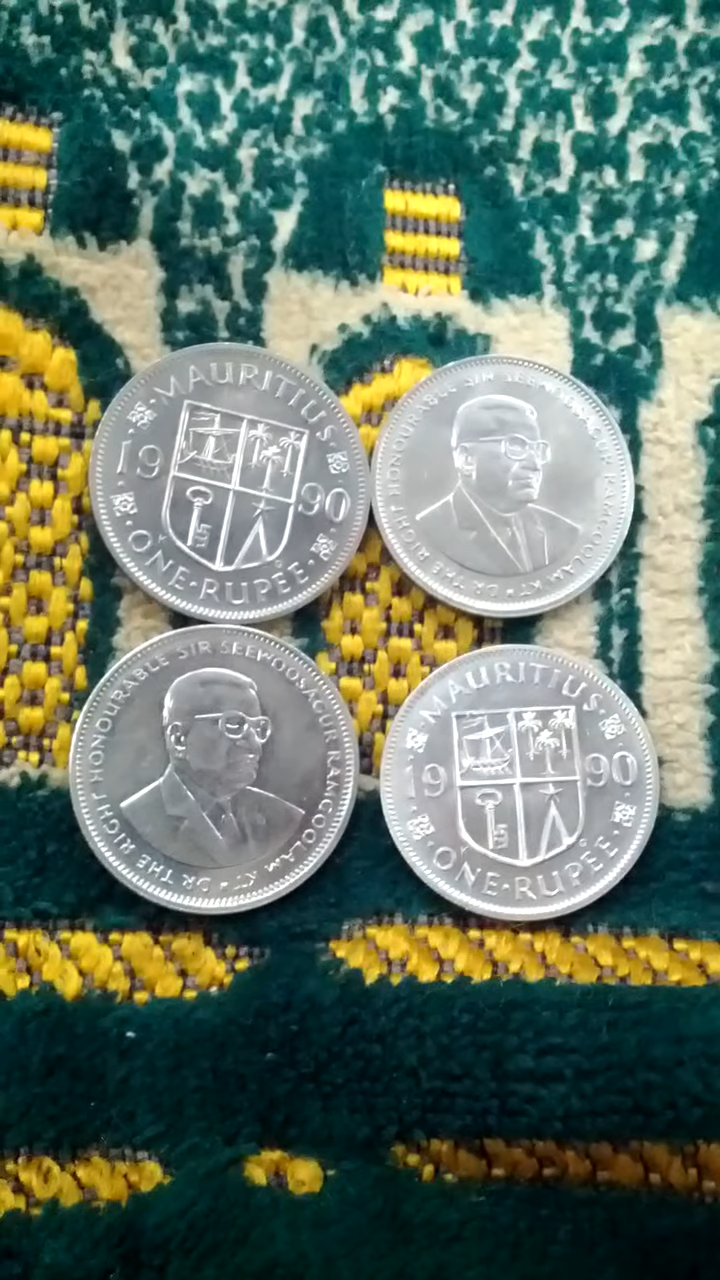 MAURITIUS
19 90
ONE·RUPEE
DR THE RIGHT HONOURABLE SIR SEEWOOSAGUR RAMGOOLAM KT
DR THE RIGHT HONOURABLE SIR SEEWOOSAGUR RAMGOOLAM KT
MAURITIUS
19 90
ONE·RUPEE